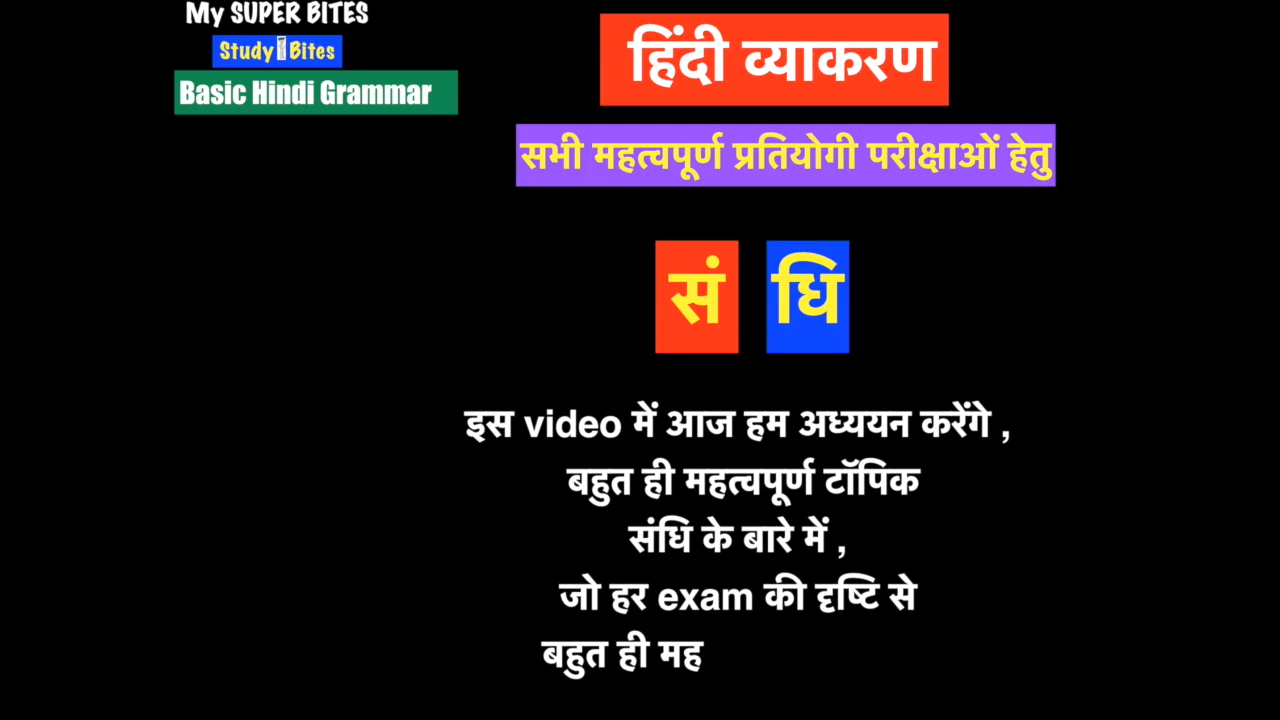 My SUPER BITES
Study Bites
Basic Hindi Grammar
हिंदी व्याकरण
सभी महत्वपूर्ण प्रतियोगी परीक्षाओं हेतु
सं धि
इस video में आज हम अध्ययन करेंगे ,
बहुत ही महत्वपूर्ण टॉपिक
संधि के बारे में ,
जो हर exam की दृष्टि से
बहुत ही मह